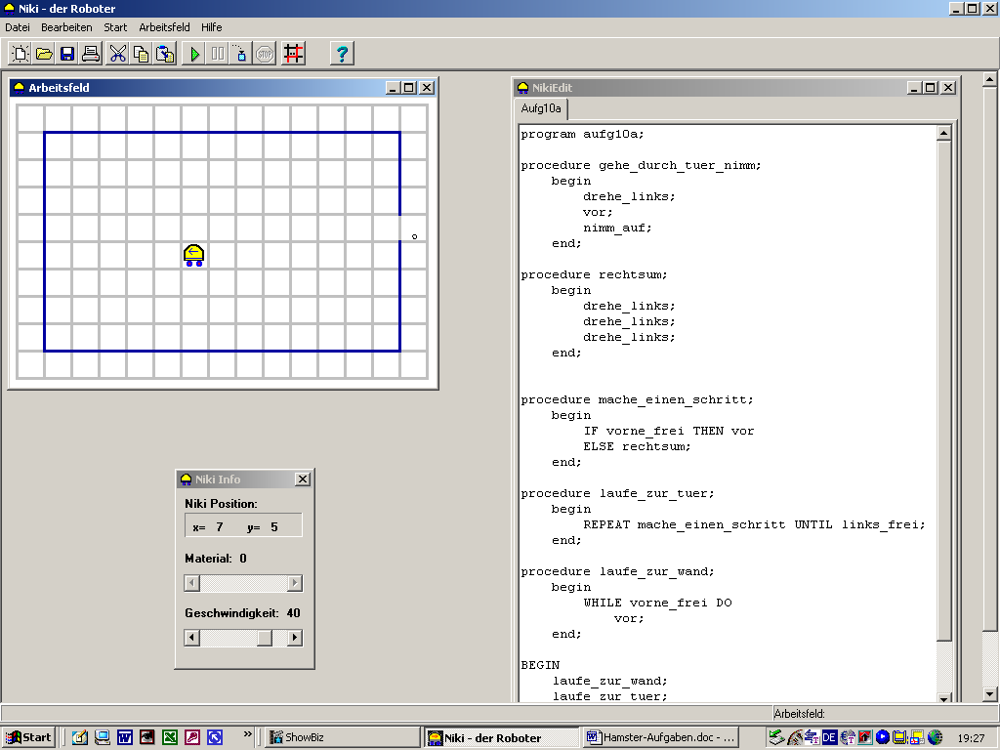 Niki - der Roboter
Datei Bearbeiten Start Arbeitsfeld Hilfe
STOP
?
Arbeitsfeld
Niki Info
Niki Position:
x= 7 y= 5
Material: 0
Geschwindigkeit: 40
NikiEdit
Aufg10a
program aufg10a;
procedure gehe_durch_tuer_nimm;
begin
drehe_links;
vor;
nimm_auf;
end;
procedure rechtsum;
begin
drehe_links;
drehe_links;
drehe_links;
end;
procedure mache_einen_schritt;
begin
IF vorne_frei THEN vor
ELSE rechtsum;
end;
procedure laufe_zur_tuer;
begin
REPEAT mache_einen_schritt UNTIL links_frei;
end;
procedure laufe_zur_wand;
begin
WHILE vorne_frei DO
vor;
end;
BEGIN
laufe_zur_wand;
laufe_zur_tuer;
Arbeitsfeld:
Start
»
ShowBiz
Niki - der Roboter
Hamster-Aufgaben.doc - ...
DE
19:27